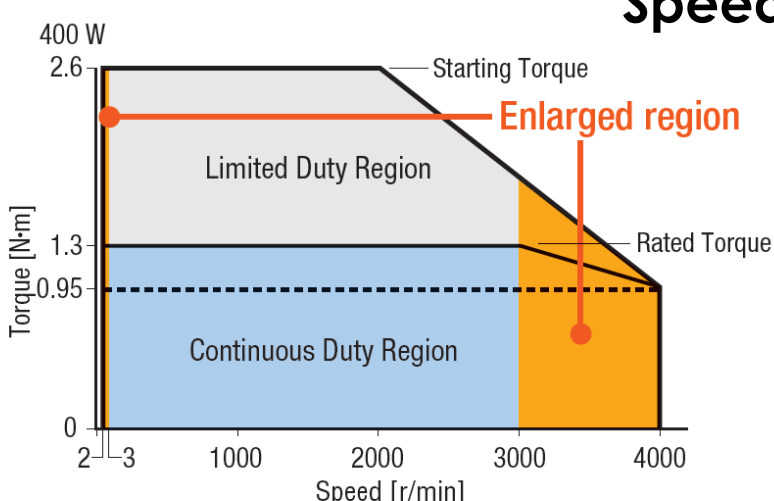 Speed
400 W
2.6
Starting Torque
Enlarged region
Limited Duty Region
Torque [N•m]
1.3
Rated Torque
0.95
Continuous Duty Region
0
2 3 1000 2000 3000 4000
Speed [r/min]